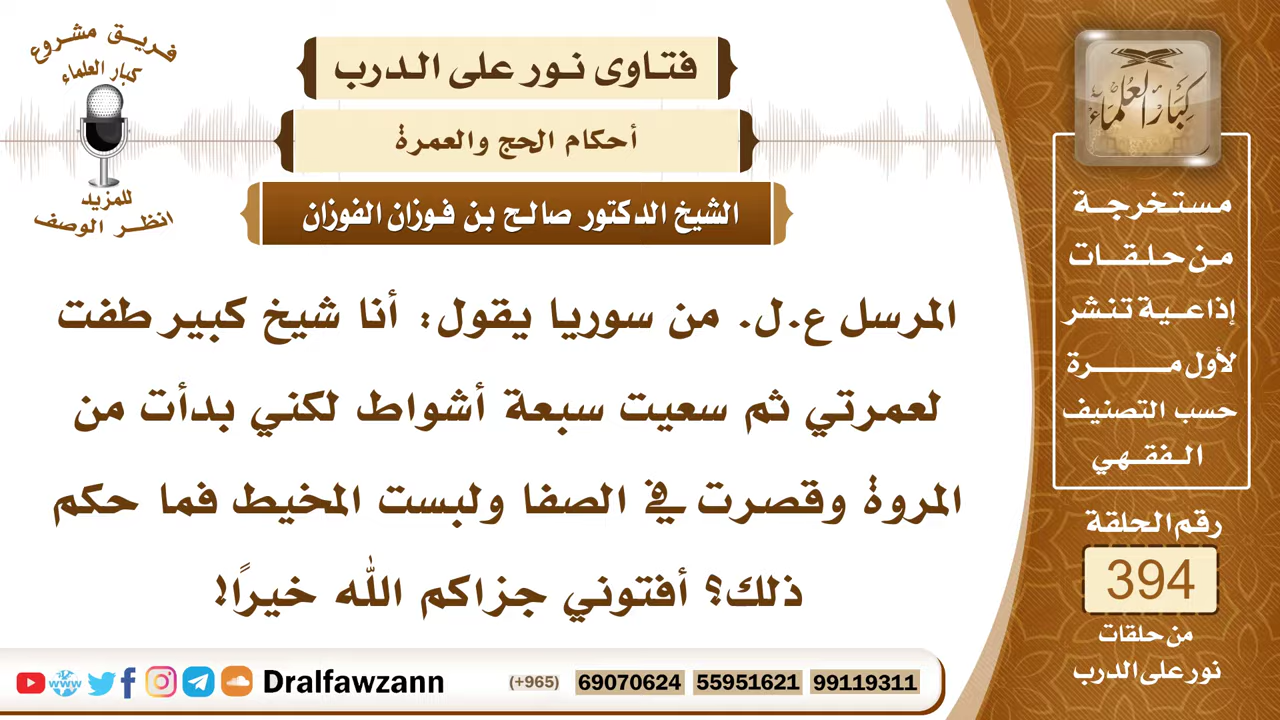 فريق مشروع
كبار العلماء
للمزيد
انظر الوصف
فتاوى نور على الدرب
أحكام الحج والعمرة
الشيخ الدكتور صالح بن فوزان الفوزان
المرسل ع.ل. من سوريا يقول: أنا شيخ كبير طفت
لعمرتي ثم سعيت سبعة أشواط لكني بدأت من
المروة وقصرت في الصفا ولبست المخيط فما حكم
ذلك؟ أفتوني جزاكم الله خيرًا!
كبار العلماء
مستخرجة
من حلقات
إذاعية تنشر
لأول مرة
حسب التصنيف
الفقهي
رقم الحلقة
394
من حلقات
نور على الدرب
www Dralfawzann (+965) 69070624 55951621 99119311